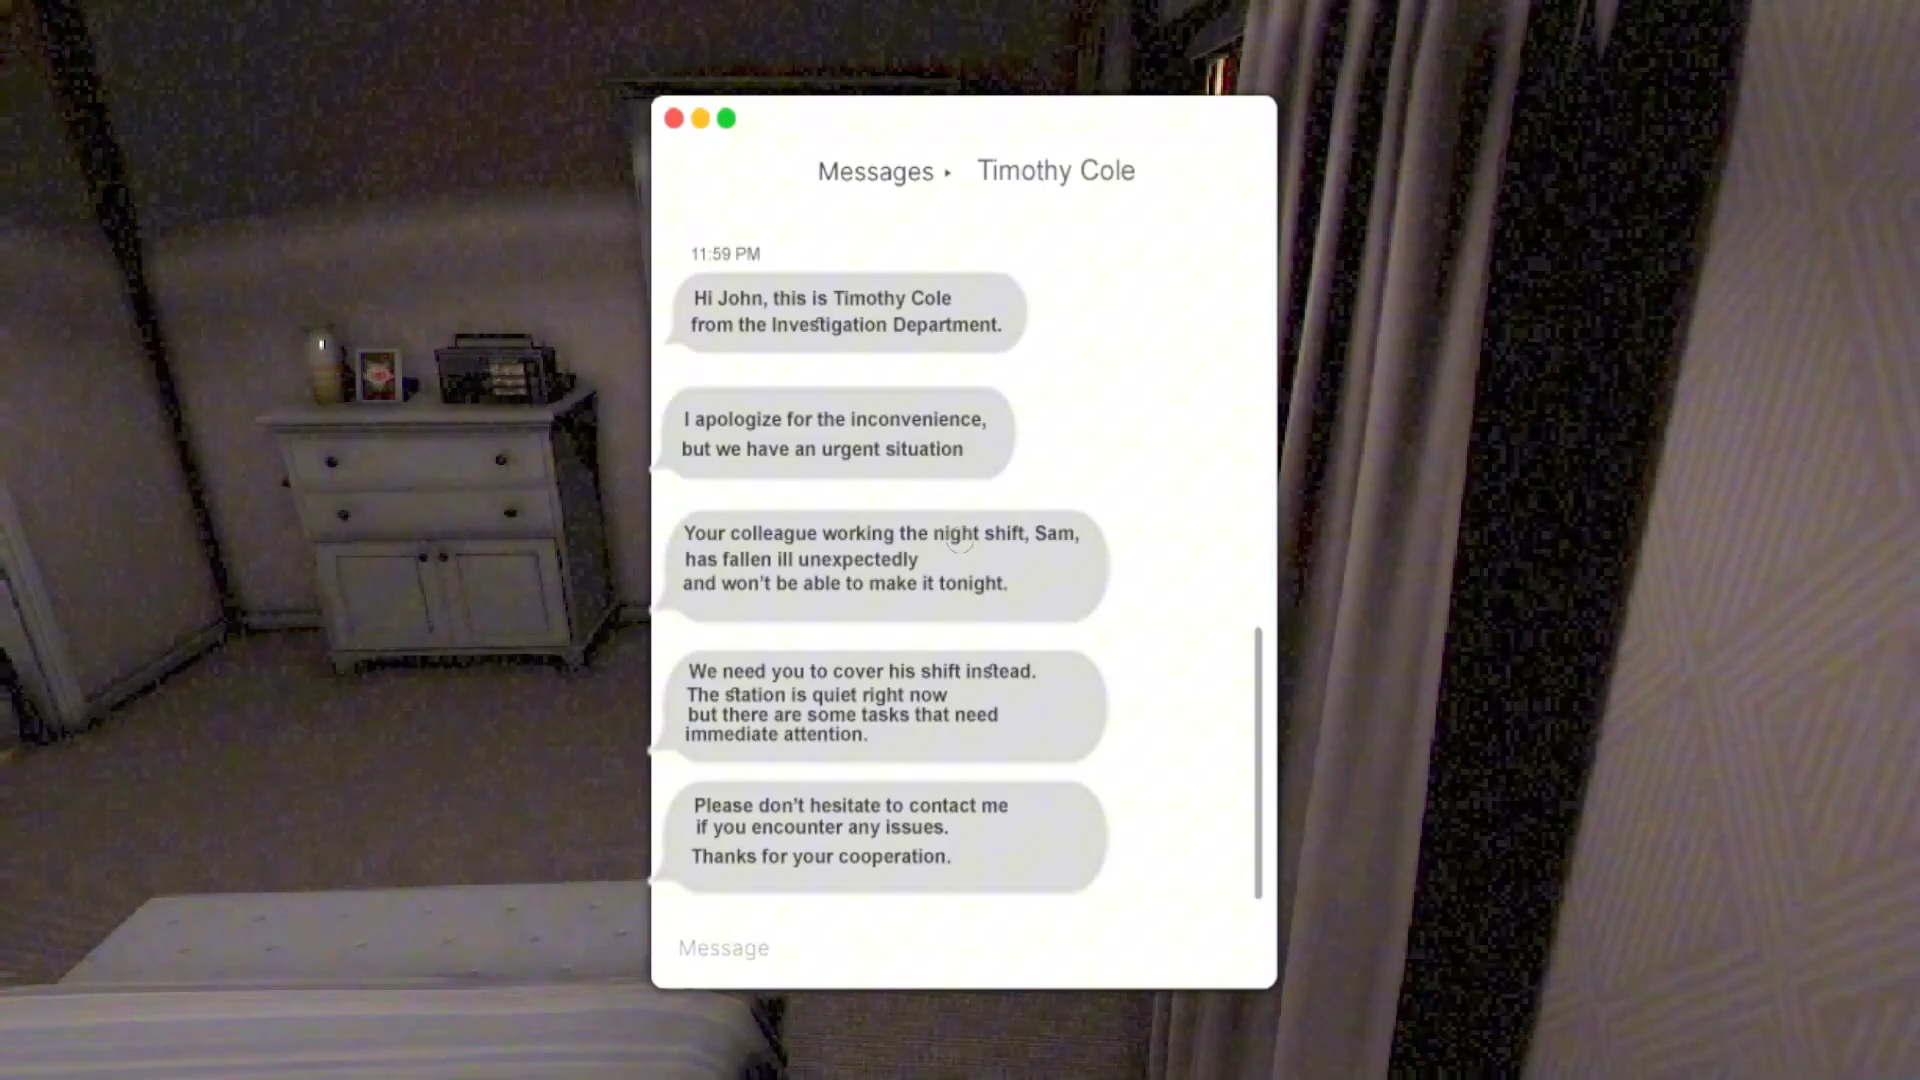 Messages ▸ Timothy Cole
11:59 PM
Hi John, this is Timothy Cole
from the Investigation Department.
I apologize for the inconvenience,
but we have an urgent situation
Your colleague working the night shift, Sam,
has fallen ill unexpectedly
and won't be able to make it tonight.
We need you to cover his shift instead.
The station is quiet right now
but there are some tasks that need
immediate attention.
Please don't hesitate to contact me
if you encounter any issues.
Thanks for your cooperation.
Message